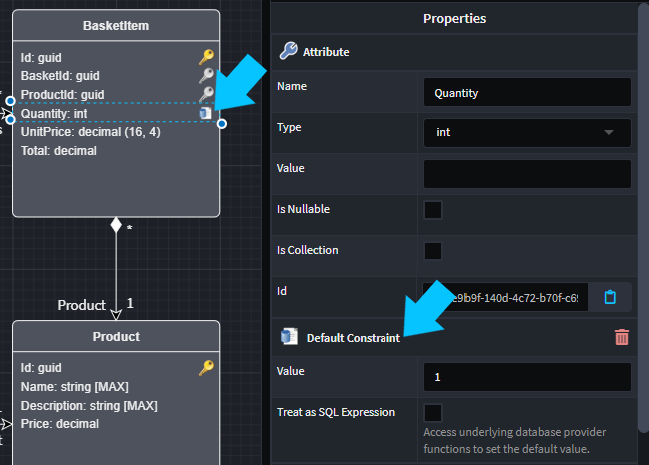 BasketItem
Id: guid
BasketId: guid
ProductId: guid
Quantity: int
UnitPrice: decimal (16, 4)
Total: decimal
*
Product
1
Product
Id: guid
Name: string [MAX]
Description: string [MAX]
Price: decimal
Properties
Attribute
Name
Quantity
Type
int
Value
Is Nullable
Is Collection
Id
e9b9f-140d-4c72-b70f-c6
Default Constraint
Value
1
Treat as SQL Expression
Access underlying database provider
functions to set the default value.